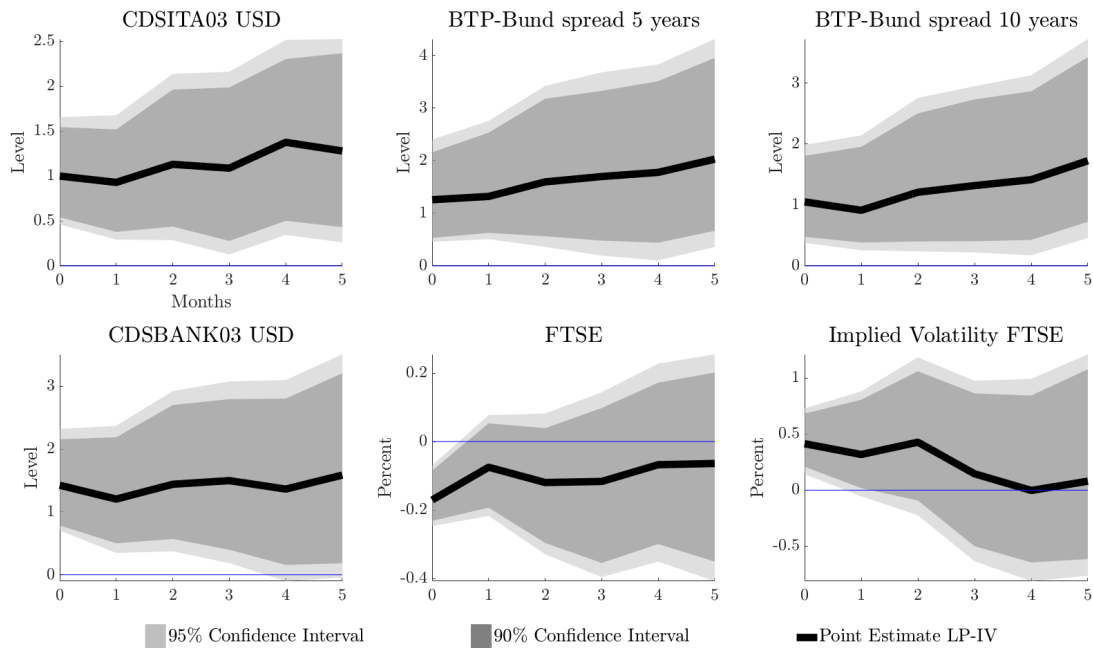 CDSITA03 USD
2.5
2
1.5
1
0.5
0
Level
0 1 2 3 4 5
Months
BTP-Bund spread 5 years
4
3
2
1
0
Level
0 1 2 3 4 5
BTP-Bund spread 10 years
3
2
1
0
Level
0 1 2 3 4 5
CDSBANK03 USD
3
2
1
0
Level
0 1 2 3 4 5
FTSE
0.2
0
-0.2
-0.4
Percent
0 1 2 3 4 5
Implied Volatility FTSE
1
0.5
0
-0.5
Percent
0 1 2 3 4 5
95% Confidence Interval
90% Confidence Interval
Point Estimate LP-IV